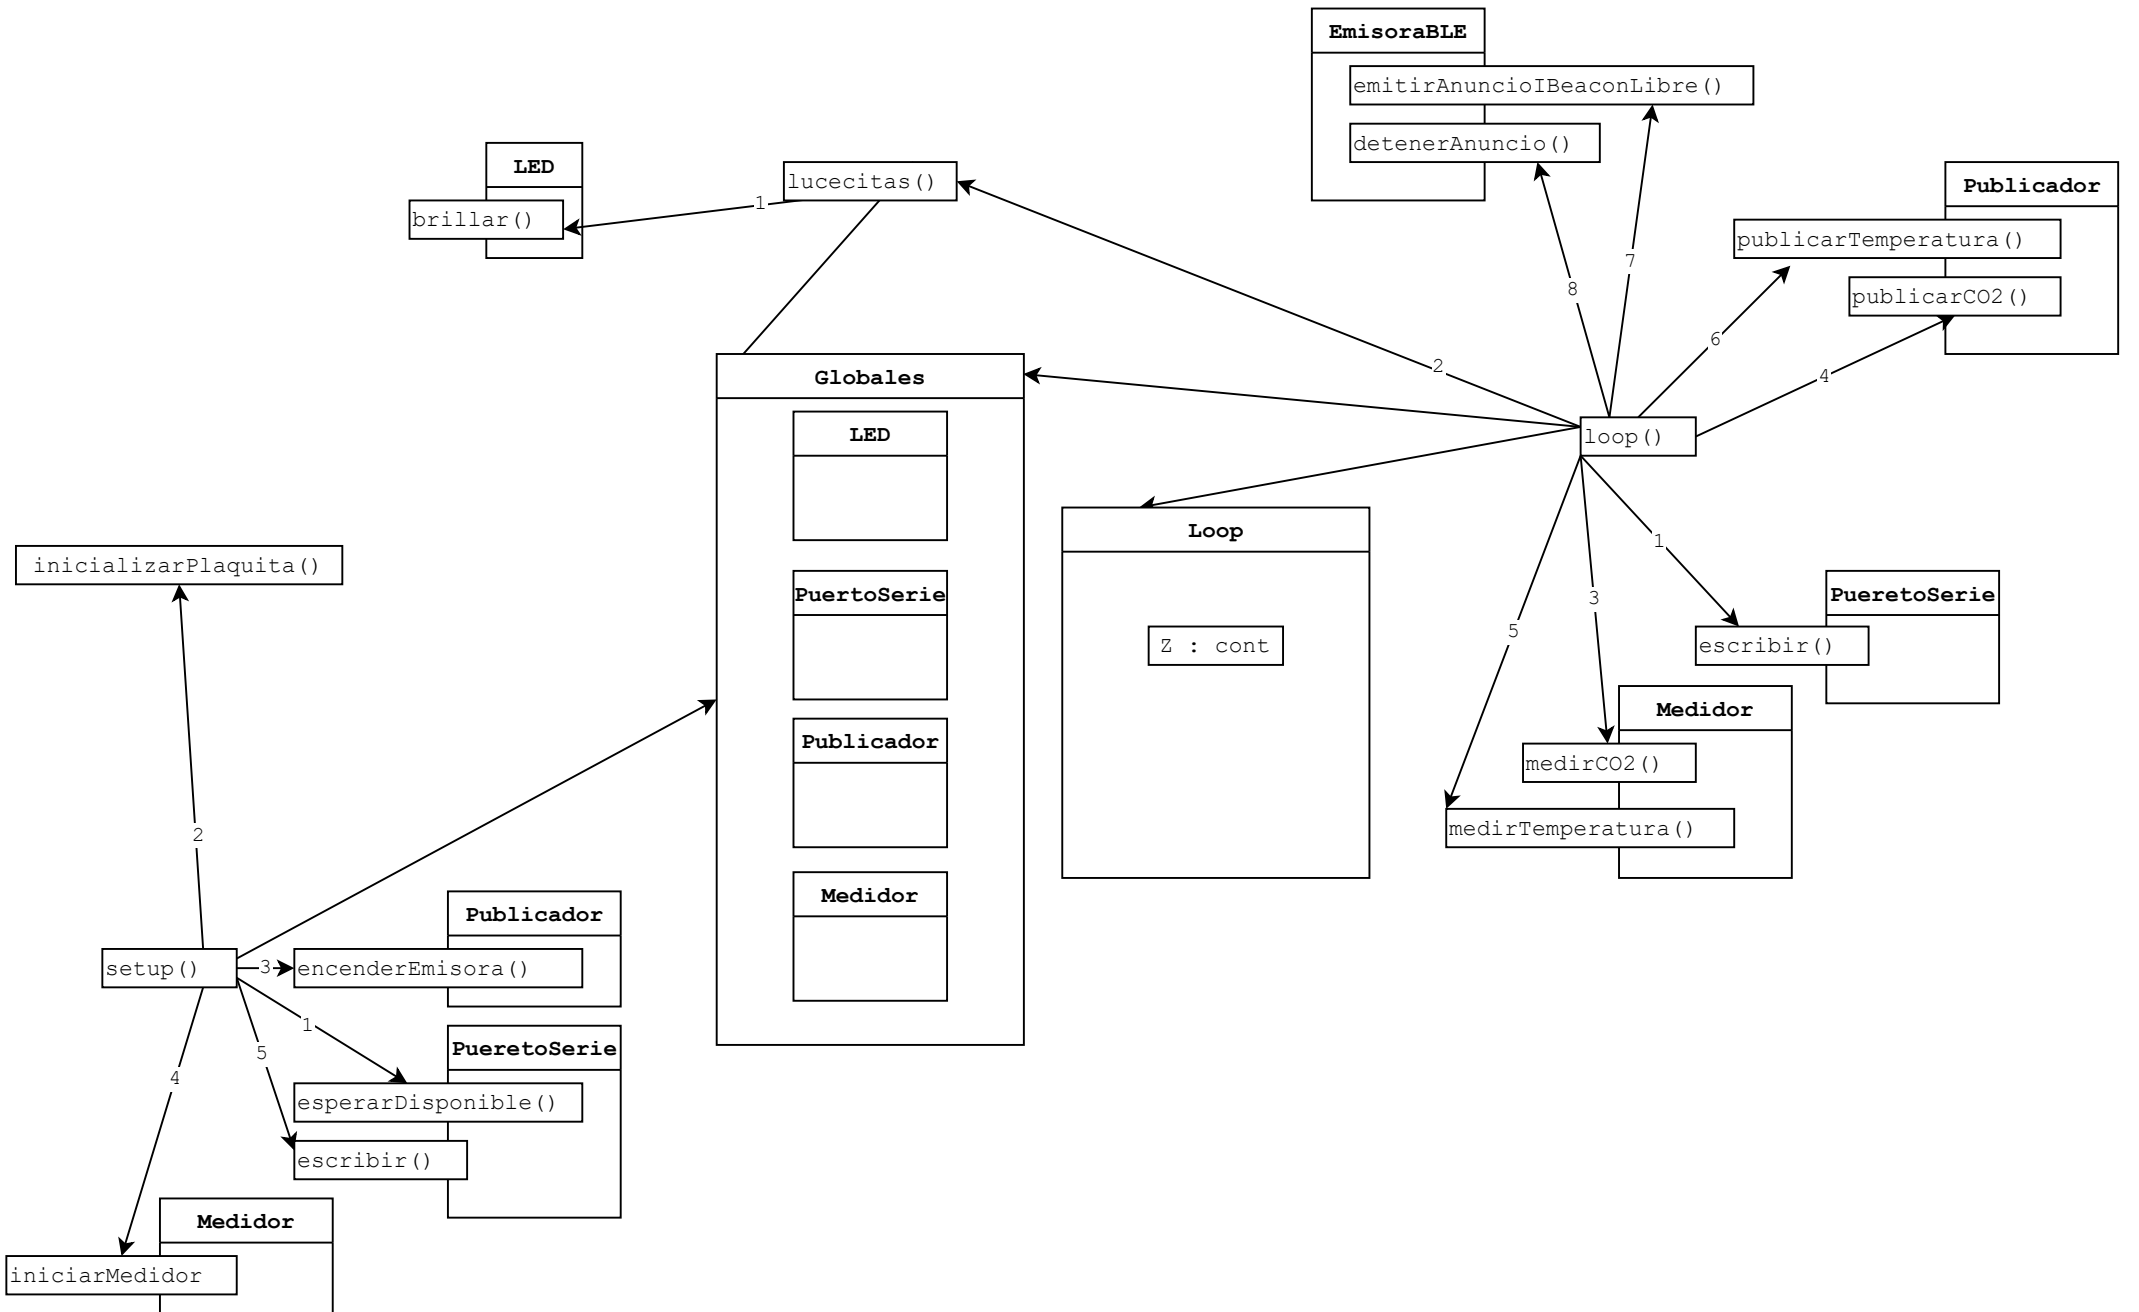 EmisoraBLE
emitirAnuncioIBeaconLibre()
detenerAnuncio()
LED
brillar()
1
lucecitas()
Publicador
publicarTemperatura()
publicarCO2()
7
8
6
4
2
Globales
LED
PuertoSerie
Publicador
Medidor
loop()
Loop
Z : cont
1
3
5
PueretoSerie
escribir()
Medidor
medirCO2()
medirTemperatura()
inicializarPlaquita()
2
setup()
3
Publicador
encenderEmisora()
1
5
4
PueretoSerie
esperarDisponible()
escribir()
Medidor
iniciarMedidor